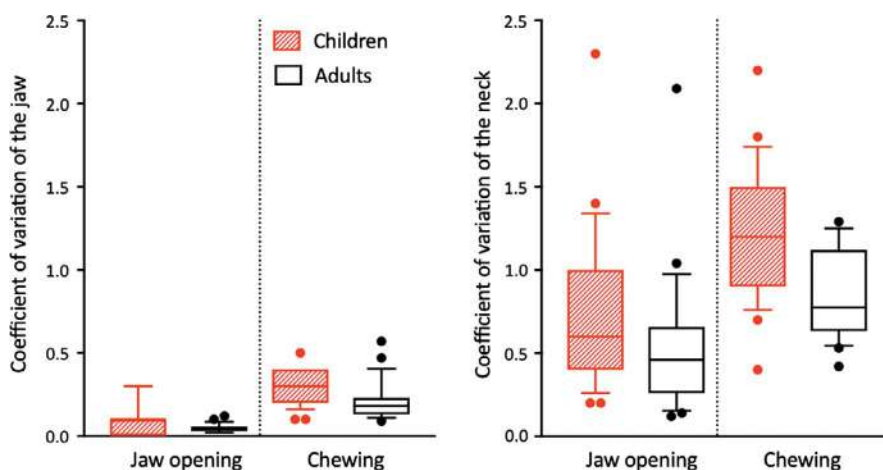 Coefficient of variation of the jaw
2.5
2.0
1.5
1.0
0.5
0.0
Children
Adults
Jaw opening
Chewing
Coefficient of variation of the neck
2.5
2.0
1.5
1.0
0.5
0.0
Jaw opening
Chewing